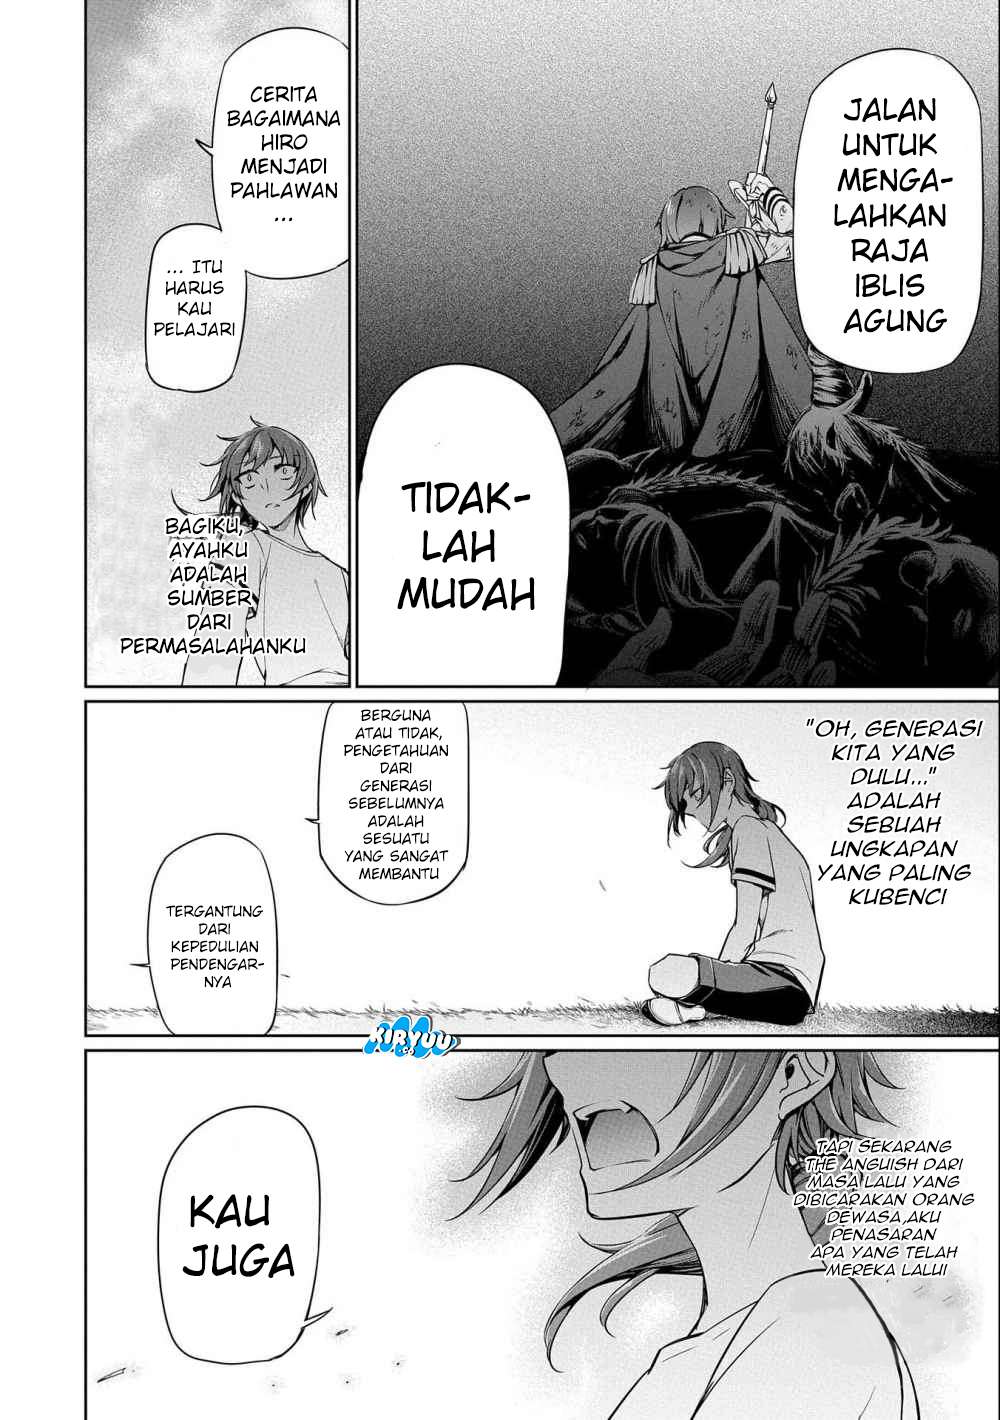 JALAN
UNTUK
MENGA-
LAHKAN
RAJA
IBLIS
AGUNG
TIDAK-
LAH
MUDAH
CERITA
BAGAIMANA
HIRO
MENJADI
PAHLAWAN
...
... ITU
HARUS
KAU
PELAJARI
BAGIKU,
AYAHKU
ADALAH
SUMBER
DARI
PERMASALAHANKU
"OH, GENERASI
KITA YANG
DULU..."
ADALAH
SEBUAH
UNGKAPAN
YANG PALING
KUBENCI
BERGUNA
ATAU TIDAK,
PENGETAHUAN
DARI
GENERASI
SEBELUMNYA
ADALAH
SESUATU
YANG SANGAT
MEMBANTU
TERGANTUNG
DARI
KEPEDULIAN
PENDENGAR-
NYA
KIRYUU
TAPI SEKARANG
THE ANGUISH DARI
MASA LALU YANG
DIBICARAKAN ORANG
DEWASA,AKU
PENASARAN
APA YANG TELAH
MEREKA LALUI
KAU
JUGA